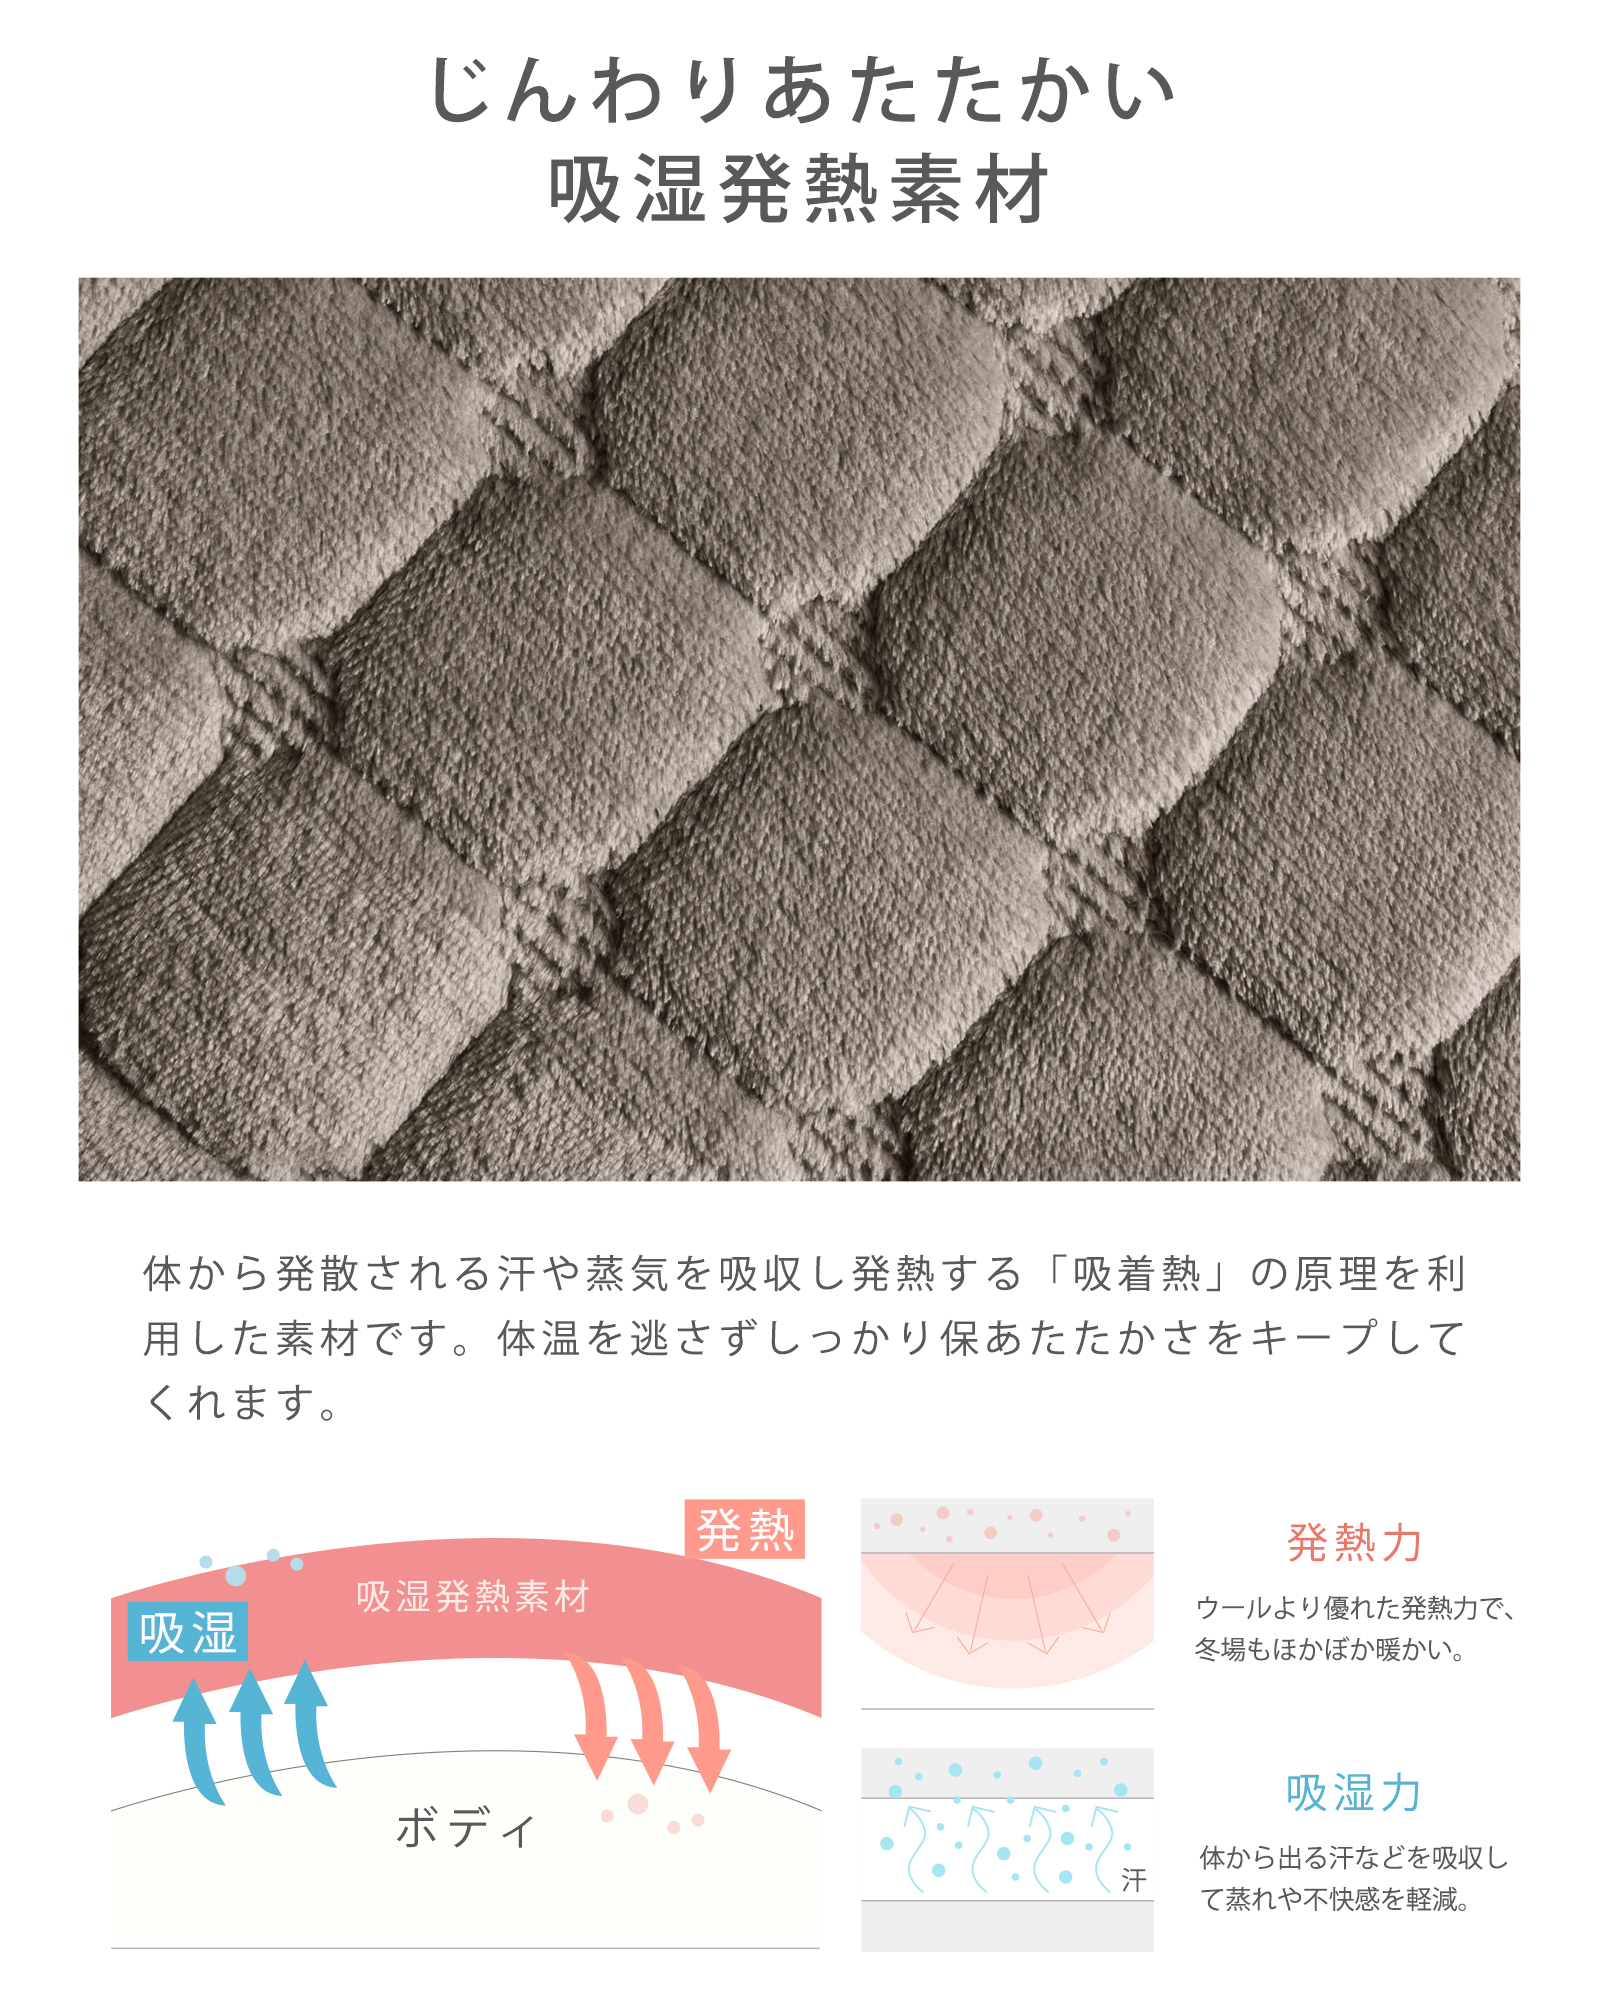 じんわりあたたかい
吸湿発熱素材
体から発散される汗や蒸気を吸収し発熱する「吸着熱」の原理を利
用した素材です。体温を逃さずしっかり保あたたかさをキープして
くれます。
発熱
吸湿発熱素材
吸湿
ボディ
発熱力
ウールより優れた発熱力で、
冬場もほかぽか暖かい。
吸湿力
体から出る汗などを吸収し
て蒸れや不快感を軽減。
汗